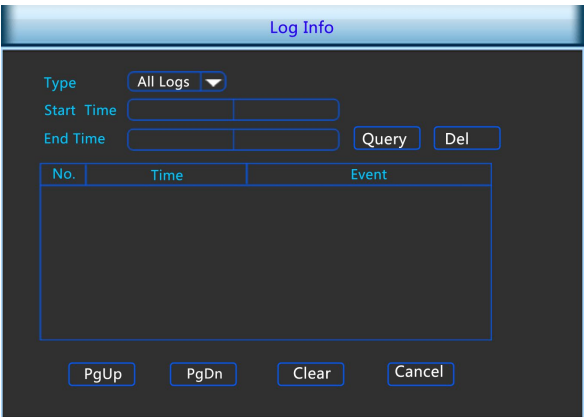 Log Info
Type All Logs
Start Time
End Time Query Del
No. Time Event
PgUp PgDn Clear Cancel